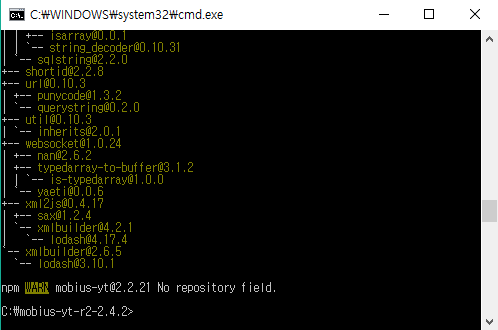 C:₩WINDOWS₩system32₩cmd.exe
| | +-- isarray@0.0.1
| | `-- string_decoder@0.10.31
| `-- sqlstring@2.2.0
+-- shortid@2.2.8
+-- url@0.10.3
| +-- punycode@1.3.2
| `-- querystring@0.2.0
+-- util@0.10.3
| `-- inherits@2.0.1
+-- websocket@1.0.24
| +-- nan@2.6.2
| +-- typedarray-to-buffer@3.1.2
| | `-- is-typedarray@1.0.0
| `-- yaeti@0.0.6
+-- xml2js@0.4.17
| +-- sax@1.2.4
| `-- xmlbuilder@4.2.1
|   `-- lodash@4.17.4
`-- xmlbuilder@2.6.5
  `-- lodash@3.10.1
npm WARN mobius-yt@2.2.21 No repository field.
C:₩mobius-yt-r2-2.4.2>